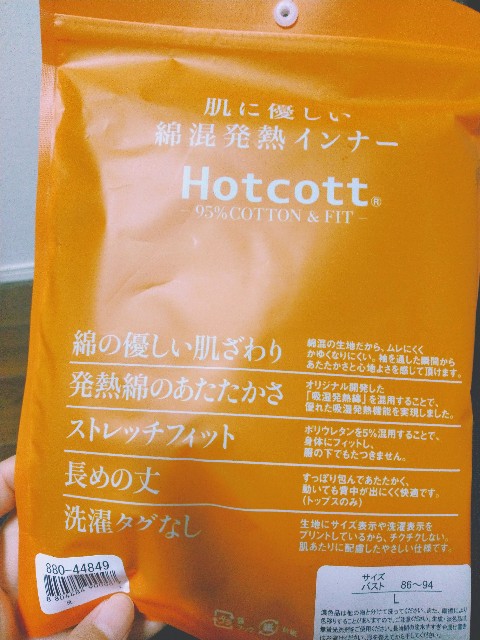 肌に優しい
綿混発熱インナー
Hotcott®
95%COTTON & FIT
綿の優しい肌ざわり
綿混の生地だから、ムレにくく
かゆくなりにくい。袖を通した瞬間から
あたたかさと心地よさを感じて頂けます。
発熱綿のあたたかさ
オリジナル開発した
「吸湿発熱綿」を混用することで、
優れた吸湿発熱機能を実現しました。
ストレッチフィット
ポリウレタンを5%混用することで、
身体にフィットし、
服の下でもたつきません。
長めの丈
すっぽり包んであたたかく、
動いても背中が出にくく快適です。
(トップスのみ)
洗濯タグなし
生地にサイズ表示や洗濯表示を
プリントしているから、チクチクしない。
肌あたりに配慮したやさしい仕様です。
880-44849
サイズ
バスト 86〜94
L